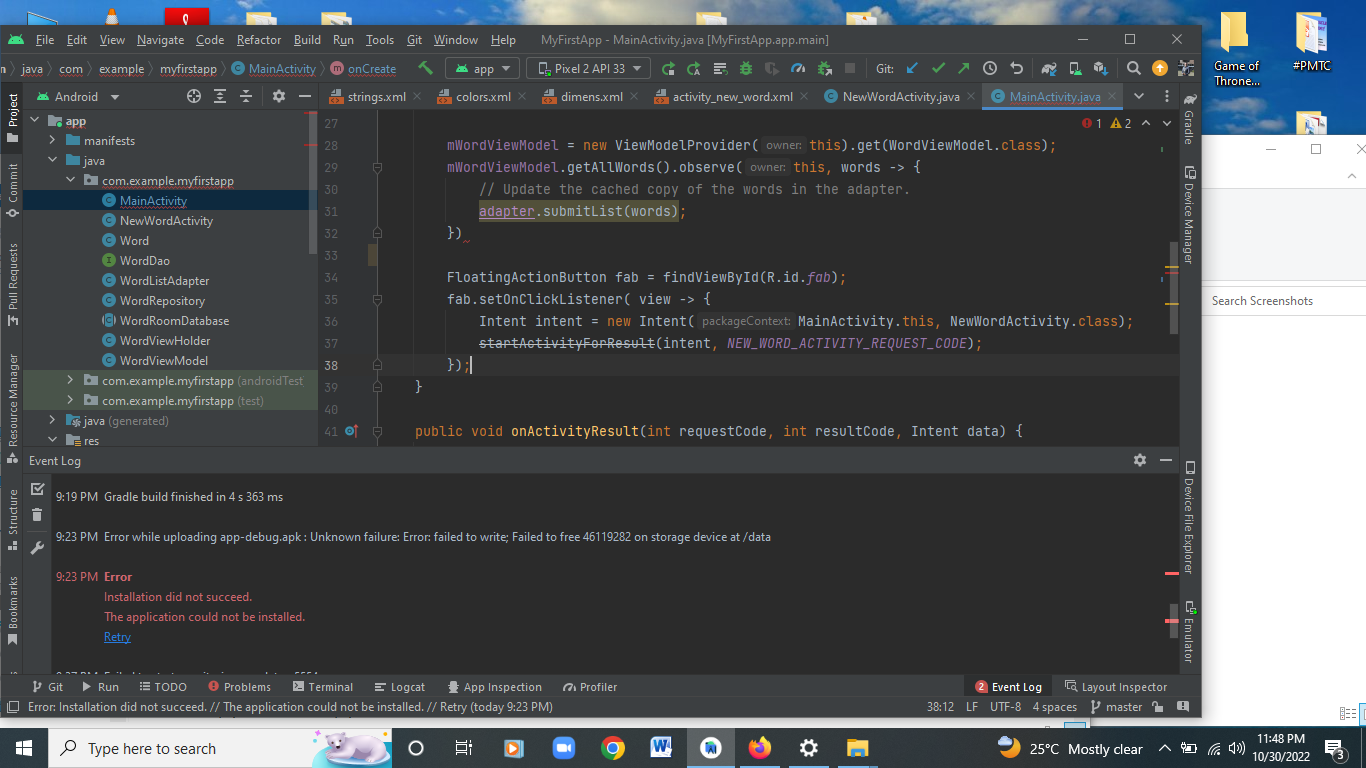 File Edit View Navigate Code Refactor Build Run Tools Git Window Help MyFirstApp - MainActivity.java [MyFirstApp.app.main]
java com example myfirstapp MainActivity onCreate app Pixel 2 API 33 Git:
Android
strings.xml colors.xml dimens.xml activity_new_word.xml NewWordActivity.java MainActivity.java
Project
Commit
Pull Requests
Resource Manager
Structure
Bookmarks
app
manifests
java
com.example.myfirstapp
MainActivity
NewWordActivity
Word
WordDao
WordListAdapter
WordRepository
WordRoomDatabase
WordViewHolder
WordViewModel
com.example.myfirstapp (androidTest
com.example.myfirstapp (test)
java (generated)
res
1 2
27
28 mWordViewModel = new ViewModelProvider( owner: this).get(WordViewModel.class);
29 mWordViewModel.getAllWords().observe( owner: this, words -> {
30 // Update the cached copy of the words in the adapter.
31 adapter.submitList(words);
32 })
33
34 FloatingActionButton fab = findViewById(R.id.fab);
35 fab.setOnClickListener( view -> {
36 Intent intent = new Intent( packageContext: MainActivity.this, NewWordActivity.class);
37 startActivityForResult(intent, NEW_WORD_ACTIVITY_REQUEST_CODE);
38 });
39 }
40
41 public void onActivityResult(int requestCode, int resultCode, Intent data) {
Gradle
Device Manager
Device File Explorer
Emulator
Event Log
9:19 PM Gradle build finished in 4 s 363 ms
9:23 PM Error while uploading app-debug.apk : Unknown failure: Error: failed to write; Failed to free 46119282 on storage device at /data
9:23 PM Error
Installation did not succeed.
The application could not be installed.
Retry
Git Run TODO Problems Terminal Logcat App Inspection Profiler 2 Event Log Layout Inspector
Error: Installation did not succeed. // The application could not be installed. // Retry (today 9:23 PM) 38:12 LF UTF-8 4 spaces master
Game of
Throne...
#PMTC
Search Screenshots
Type here to search
25°C Mostly clear
11:48 PM
10/30/2022
3